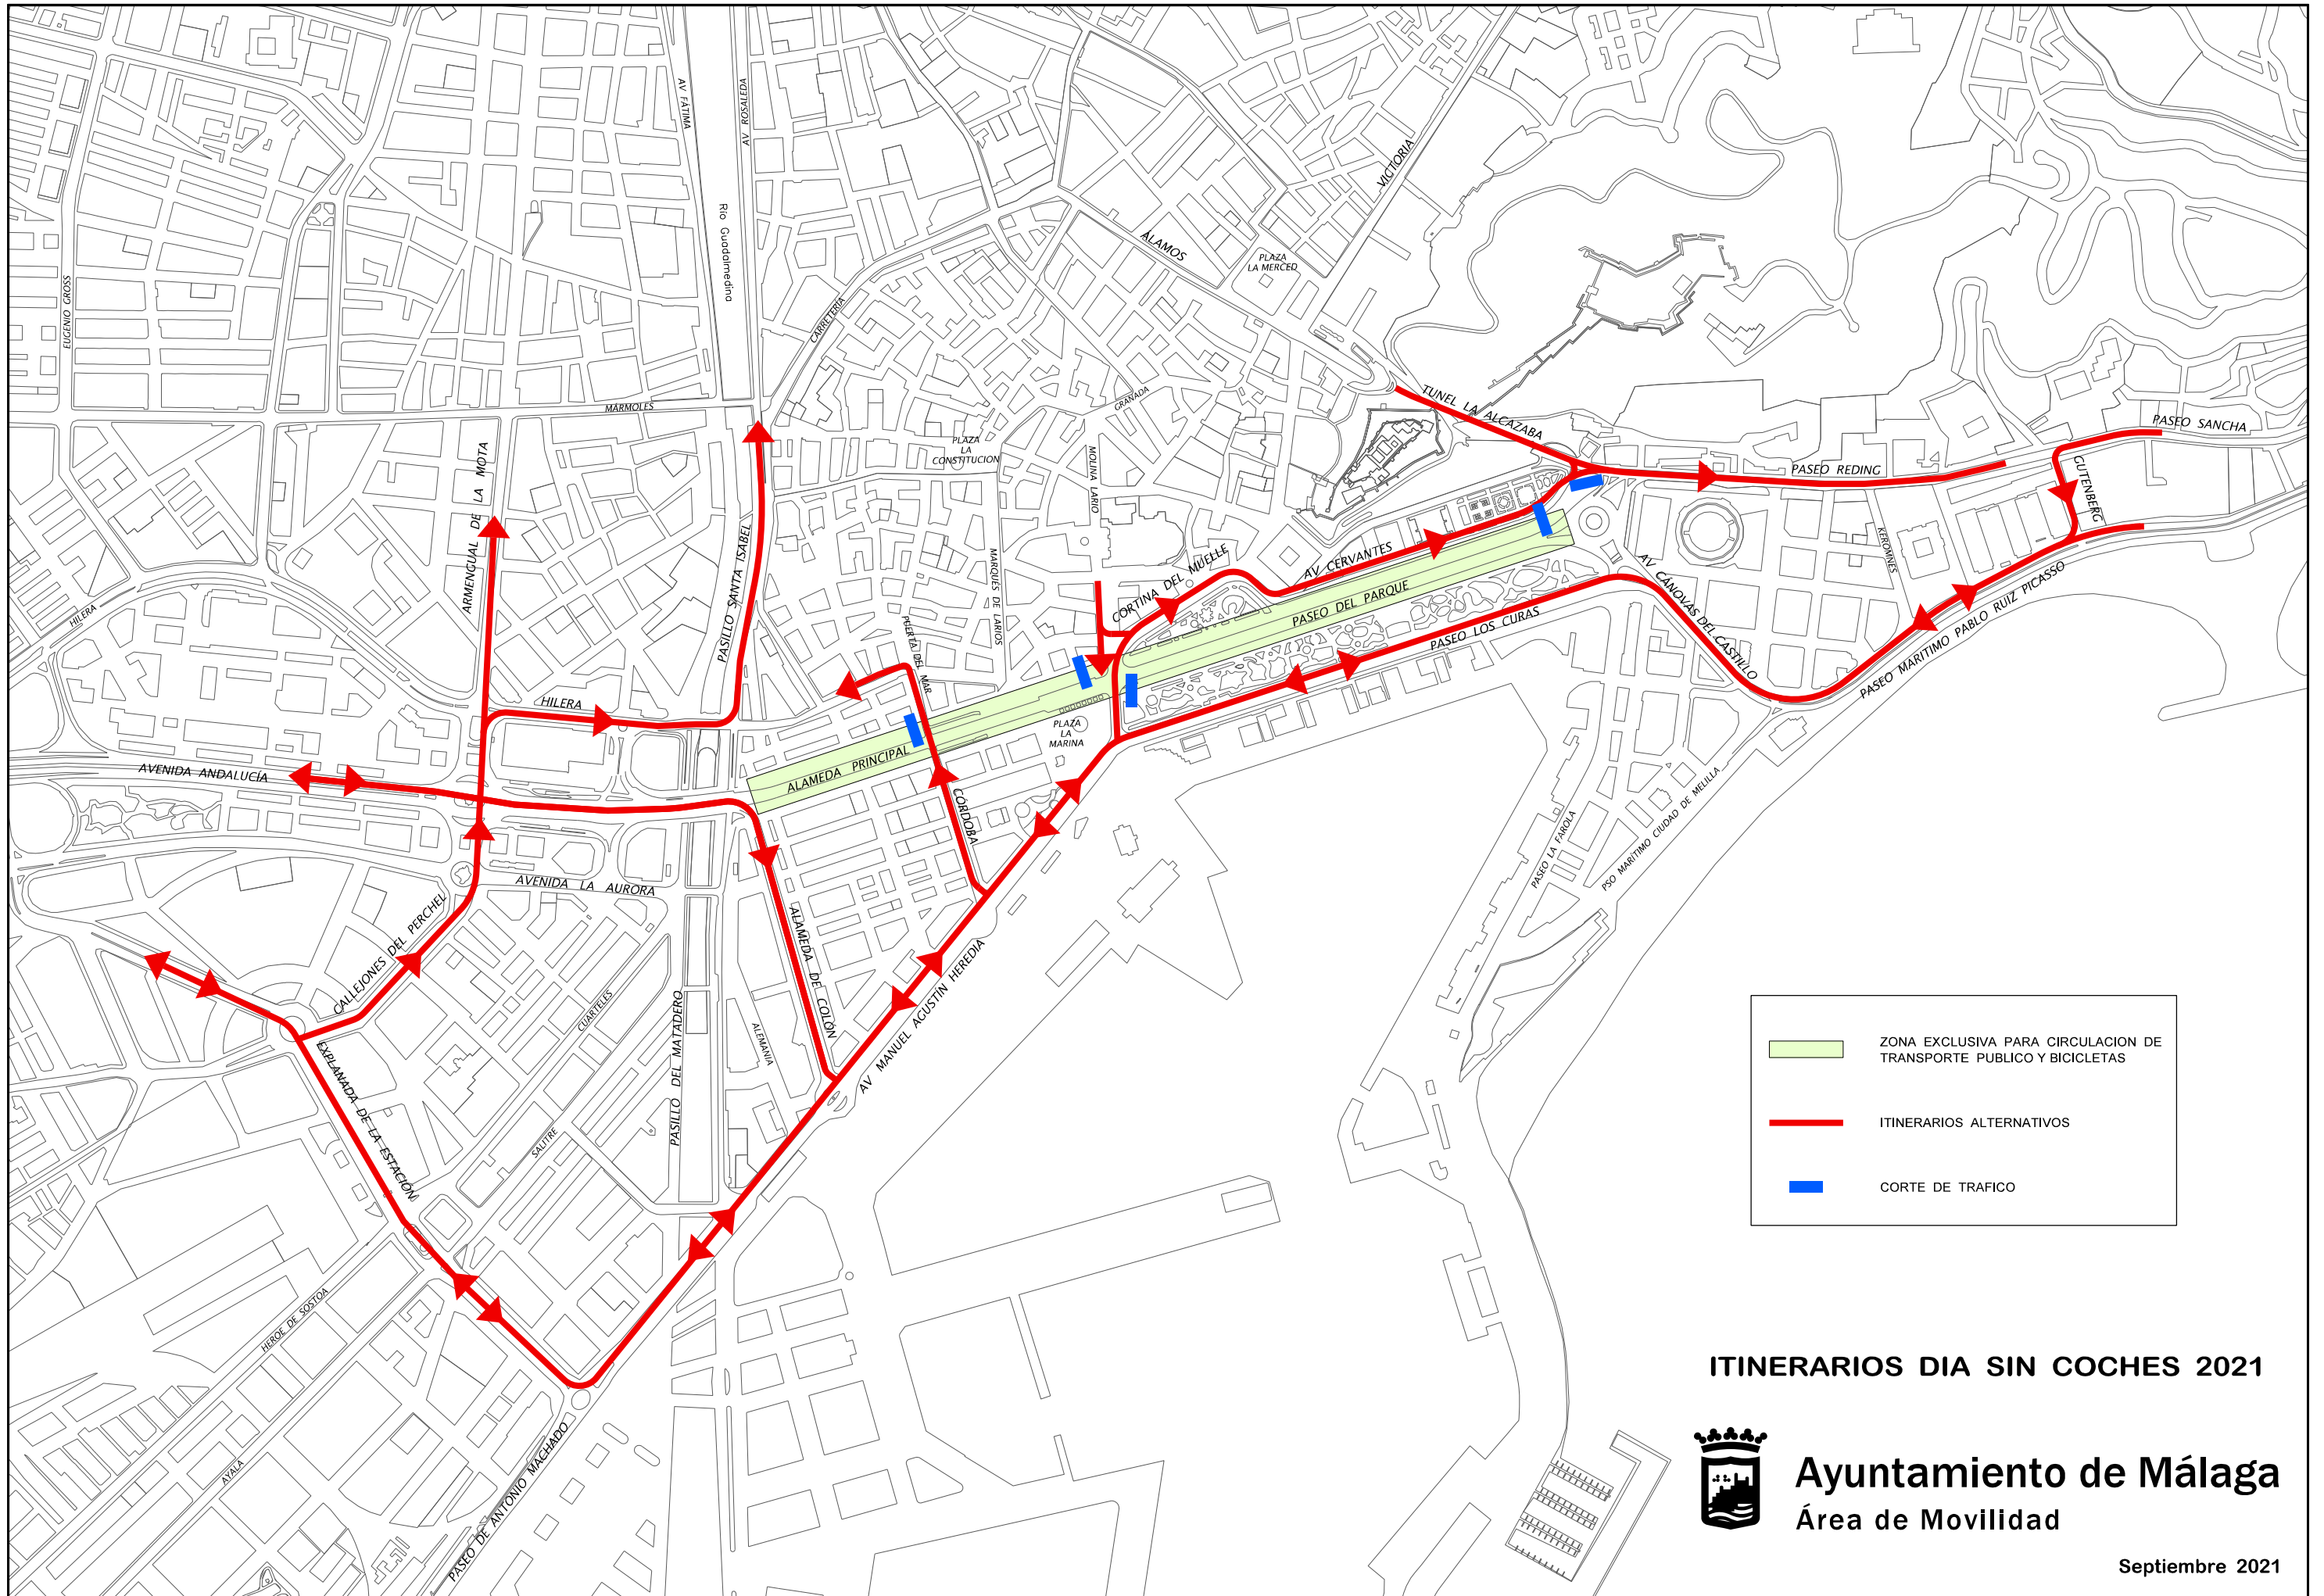 AV FATIMA
AV ROSALEDA
Rio Guadalmedina
EUGENIO GROSS
VICTORIA
ALAMOS
PLAZA
LA MERCED
CARRETERIA
MARMOLES
GRANADA
TUNEL LA ALCAZABA
PASEO SANCHA
PLAZA
LA
CONSTITUCION
MOLINA LARIO
ARMENGUAL DE LA MOTA
PASEO REDING
GUTENBERG
KEROMNES
PASILLO SANTA ISABEL
MARQUES DE LARIOS
CORTINA DEL MUELLE
AV CERVANTES
PASEO DEL PARQUE
AV CÁNOVAS DEL CASTILLO
PASEO MARITIMO PABLO RUIZ PICASSO
HILERA
PUERTA DEL MAR
PASEO LOS CURAS
HILERA
PLAZA
LA
MARINA
ALAMEDA PRINCIPAL
AVENIDA ANDALUCÍA
CORDOBA
PASEO LA FAROLA
PSO MARITIMO CIUDAD DE MELILLA
AVENIDA LA AURORA
CALLEJONES DEL PERCHEL
ALAMEDA DE COLÓN
AV MANUEL AGUSTÍN HEREDIA
CUARTELES
PASILLO DEL MATADERO
ALEMANIA
EXPLANADA DE LA ESTACIÓN
SALITRE
HEROE DE SOSTOA
AYALA
PASEO DE ANTONIO MACHADO
ZONA EXCLUSIVA PARA CIRCULACION DE
TRANSPORTE PUBLICO Y BICICLETAS
ITINERARIOS ALTERNATIVOS
CORTE DE TRAFICO
ITINERARIOS DIA SIN COCHES 2021
Ayuntamiento de Málaga
Área de Movilidad
Septiembre 2021